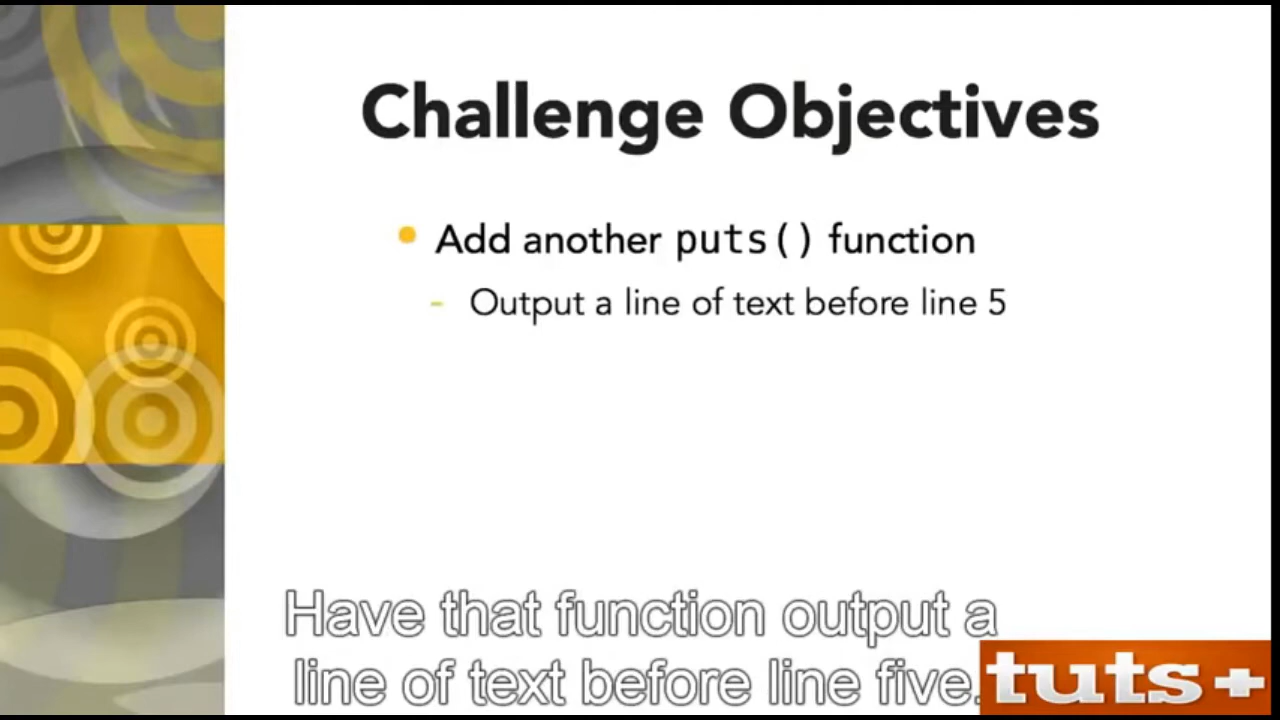 Challenge Objectives
Add another puts() function
- Output a line of text before line 5
Have that function output a
line of text before line five.
tuts+